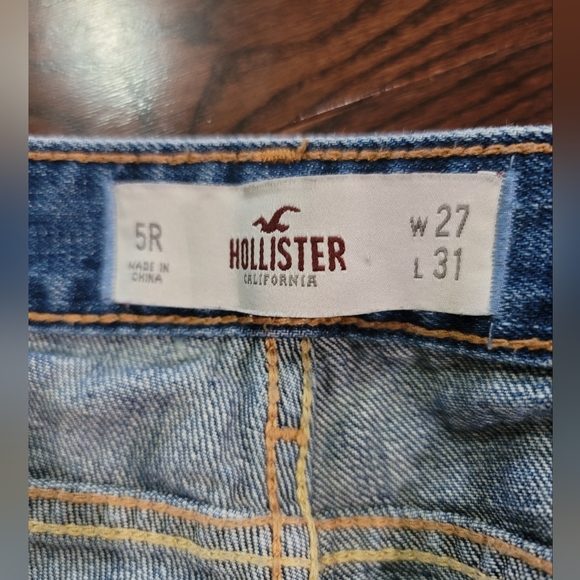 5R
MADE IN
CHINA
HOLLISTER
CALIFORNIA
W 27
L 31